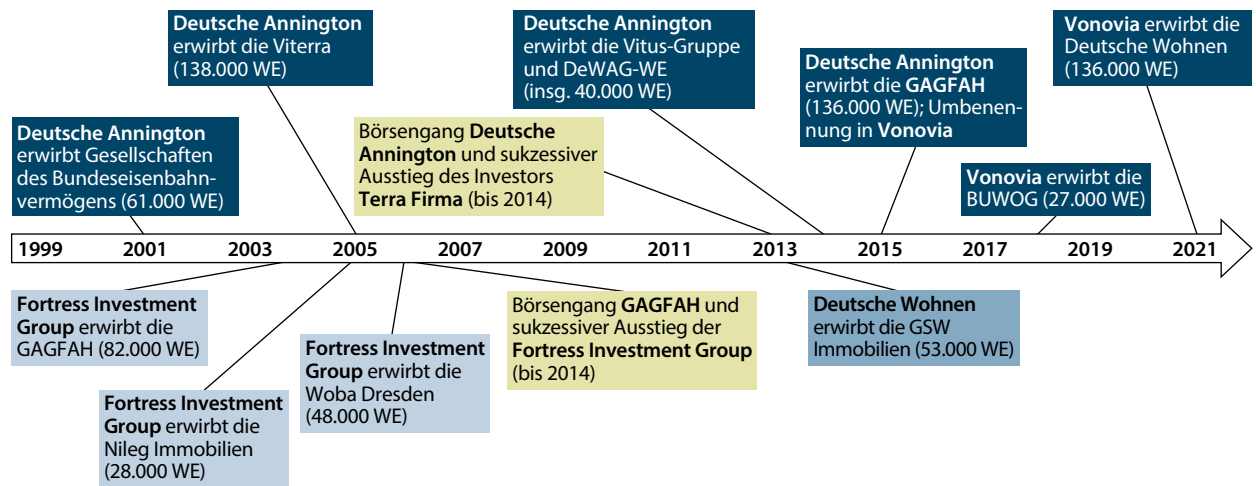 Deutsche Annington
erwirbt die Viterra
(138.000 WE)
Deutsche Annington
erwirbt die Vitus-Gruppe
und DeWAG-WE
(insg. 40.000 WE)
Vonovia erwirbt die
Deutsche Wohnen
(136.000 WE)
Deutsche Annington
erwirbt die GAGFAH
(136.000 WE); Umbenen-
nung in Vonovia
Deutsche Annington
erwirbt Gesellschaften
des Bundeseisenbahn-
vermögens (61.000 WE)
Börsengang Deutsche
Annington und sukzessiver
Ausstieg des Investors
Terra Firma (bis 2014)
Vonovia erwirbt die
BUWOG (27.000 WE)
1999 2001 2003 2005 2007 2009 2011 2013 2015 2017 2019 2021
Fortress Investment
Group erwirbt die
GAGFAH (82.000 WE)
Fortress Investment
Group erwirbt die
Nileg Immobilien
(28.000 WE)
Fortress Investment
Group erwirbt die
Woba Dresden
(48.000 WE)
Börsengang GAGFAH und
sukzessiver Ausstieg der
Fortress Investment Group
(bis 2014)
Deutsche Wohnen
erwirbt die GSW
Immobilien (53.000 WE)